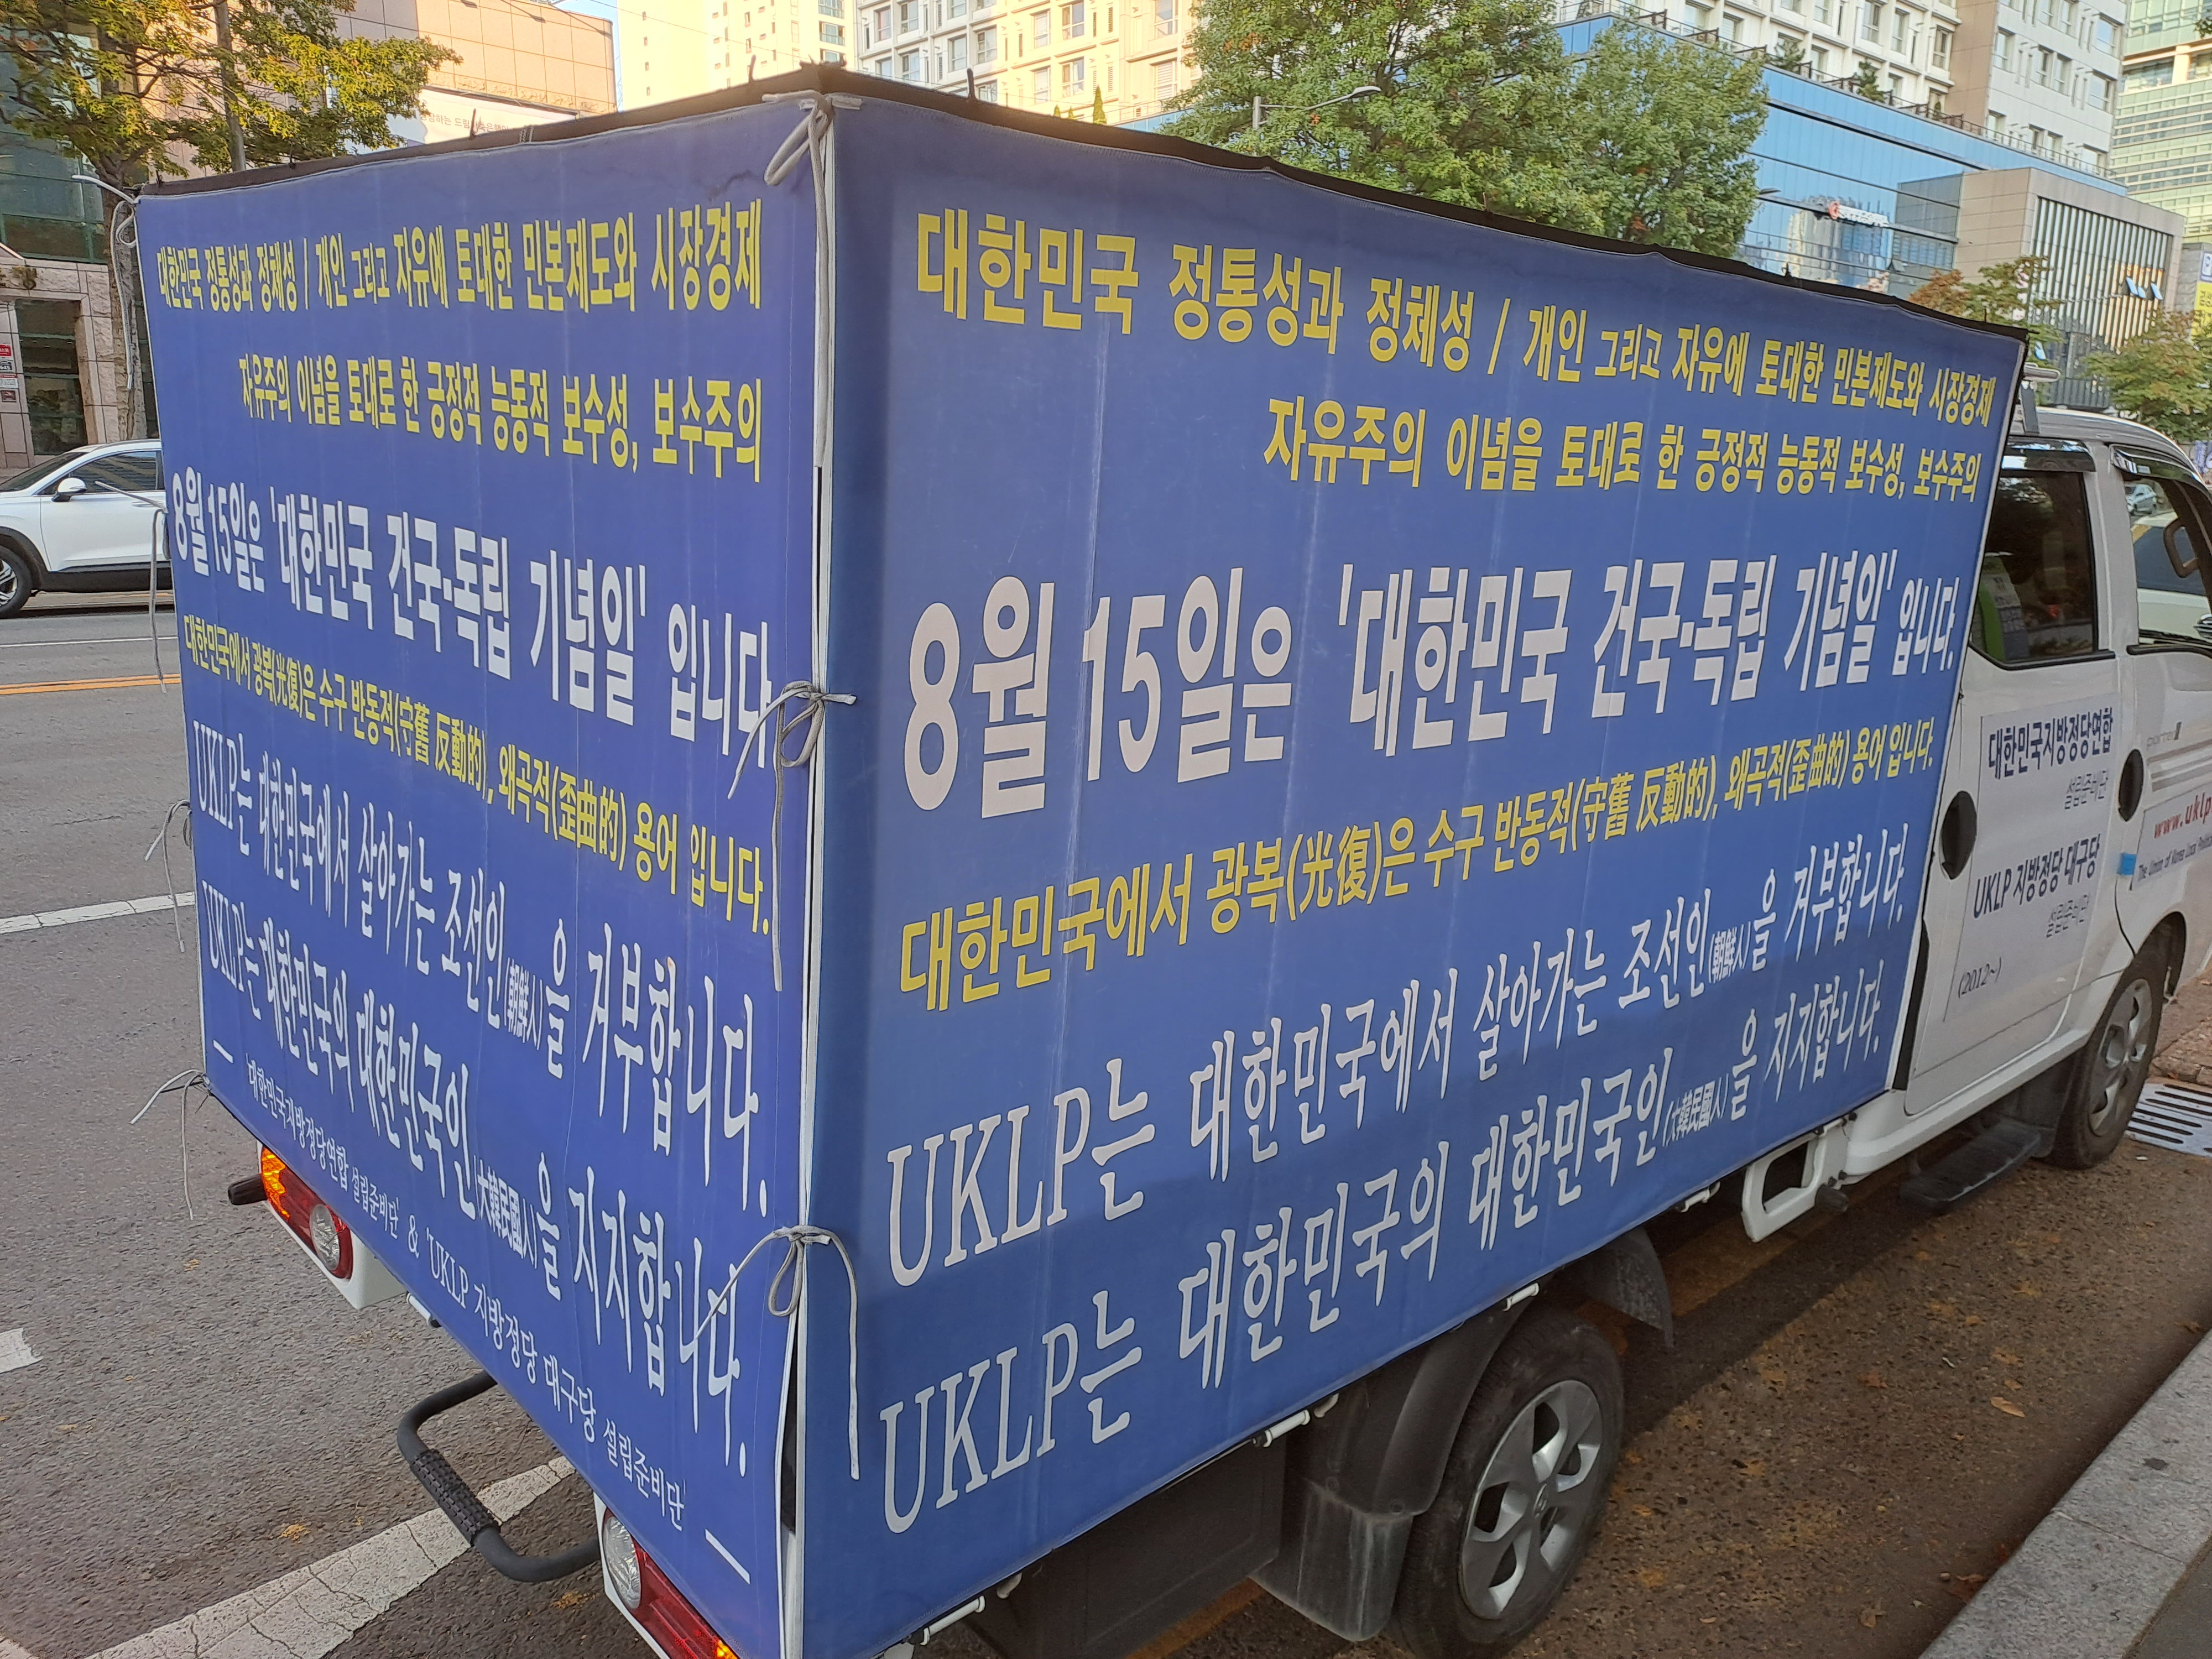 대한민국 정통성과 정체성 / 개인 그리고 자유에 토대한 민본제도와 시장경제
자유주의 이념을 토대로 한 긍정적 능동적 보수성, 보수주의
8월 15일은 '대한민국 건국·독립 기념일' 입니다
대한민국에서 광복(光復)은 수구 반동적(守舊 反動的), 왜곡적(歪曲的) 용어 입니다.
UKLP는 대한민국에서 살아가는 조선인(朝鮮人)을 거부합니다.
UKLP는 대한민국의 대한민국인(大韓民國人)을 지지합니다.
— 대한민국지방정당연합 설립준비단 & UKLP 지방정당 대구당 설립준비단 —
대한민국 정통성과 정체성 / 개인 그리고 자유에 토대한 민본제도와 시장경제
자유주의 이념을 토대로 한 긍정적 능동적 보수성, 보수주의
8월 15일은 '대한민국 건국·독립 기념일' 입니다.
대한민국에서 광복(光復)은 수구 반동적(守舊 反動的), 왜곡적(歪曲的) 용어 입니다.
UKLP는 대한민국에서 살아가는 조선인(朝鮮人)을 거부합니다.
UKLP는 대한민국의 대한민국인(大韓民國人)을 지지합니다.
대한민국지방정당연합
설립준비단
UKLP 지방정당 대구당
설립준비단
(2012~)
www.uklp
The Union of Korea Local